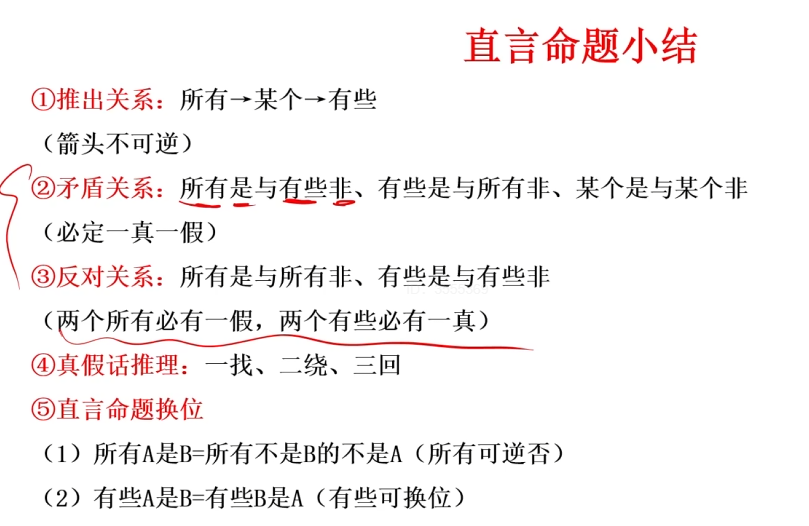 直言命题小结
①推出关系：所有→某个→有些
（箭头不可逆）
②矛盾关系：所有是与有些非、有些是与所有非、某个是与某个非
（必定一真一假）
③反对关系：所有是与所有非、有些是与有些非
（两个所有必有一假，两个有些必有一真）
④真假话推理：一找、二绕、三回
⑤直言命题换位
（1）所有A是B=所有不是B的不是A（所有可逆否）
（2）有些A是B=有些B是A（有些可换位）